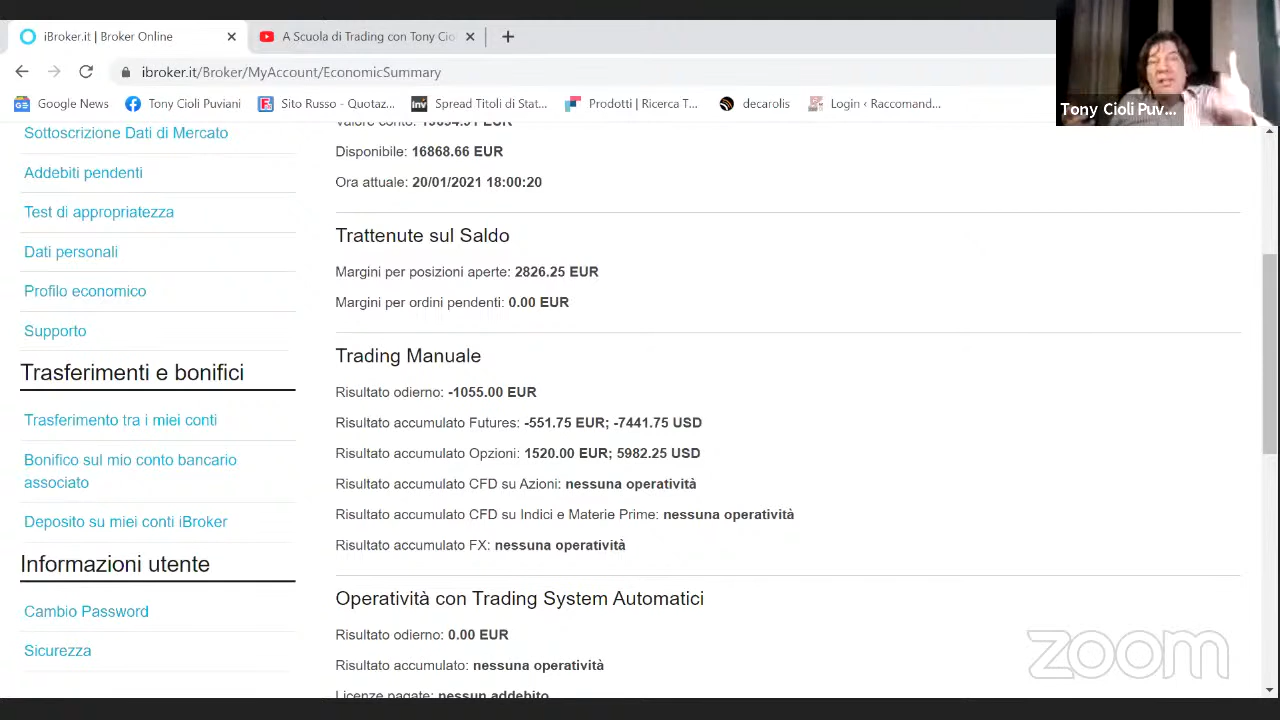 iBroker.it | Broker Online
A Scuola di Trading con Tony Cio
ibroker.it/Broker/MyAccount/EconomicSummary
Google News
Tony Cioli Puviani
Sito Russo - Quotaz...
Spread Titoli di Stat...
Prodotti | Ricerca T...
decarolis
Login ‹ Raccomand...
Tony Cioli Puv...
Sottoscrizione Dati di Mercato
Addebiti pendenti
Test di appropriatezza
Dati personali
Profilo economico
Supporto
Trasferimenti e bonifici
Trasferimento tra i miei conti
Bonifico sul mio conto bancario
associato
Deposito su miei conti iBroker
Informazioni utente
Cambio Password
Sicurezza
Valore conto:
EUR
Disponibile: 16868.66 EUR
Ora attuale: 20/01/2021 18:00:20
Trattenute sul Saldo
Margini per posizioni aperte: 2826.25 EUR
Margini per ordini pendenti: 0.00 EUR
Trading Manuale
Risultato odierno: -1055.00 EUR
Risultato accumulato Futures: -551.75 EUR; -7441.75 USD
Risultato accumulato Opzioni: 1520.00 EUR; 5982.25 USD
Risultato accumulato CFD su Azioni: nessuna operatività
Risultato accumulato CFD su Indici e Materie Prime: nessuna operatività
Risultato accumulato FX: nessuna operatività
Operatività con Trading System Automatici
Risultato odierno: 0.00 EUR
Risultato accumulato: nessuna operatività
Licenze pagate: nessun addebito
zoom